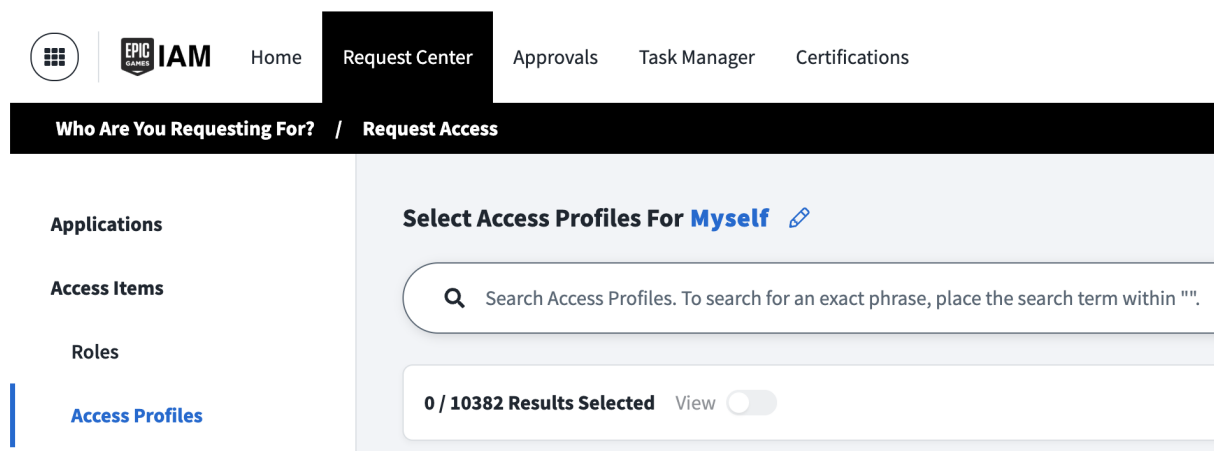 EPIC GAMES IAM Home Request Center Approvals Task Manager Certifications
Who Are You Requesting For? / Request Access
Applications
Access Items
Roles
Access Profiles
Select Access Profiles For Myself
Search Access Profiles. To search for an exact phrase, place the search term within "".
0 / 10382 Results Selected View